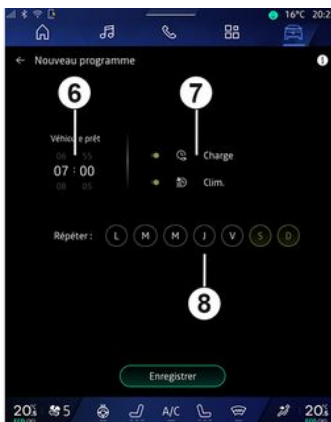 16°C 20:2
← Nouveau programme
6
7
Véhicule prêt
06 55
07 : 00
08 05
Charge
Clim.
Répéter : L M M J V S D
8
Enregistrer
20 5 A/C 20